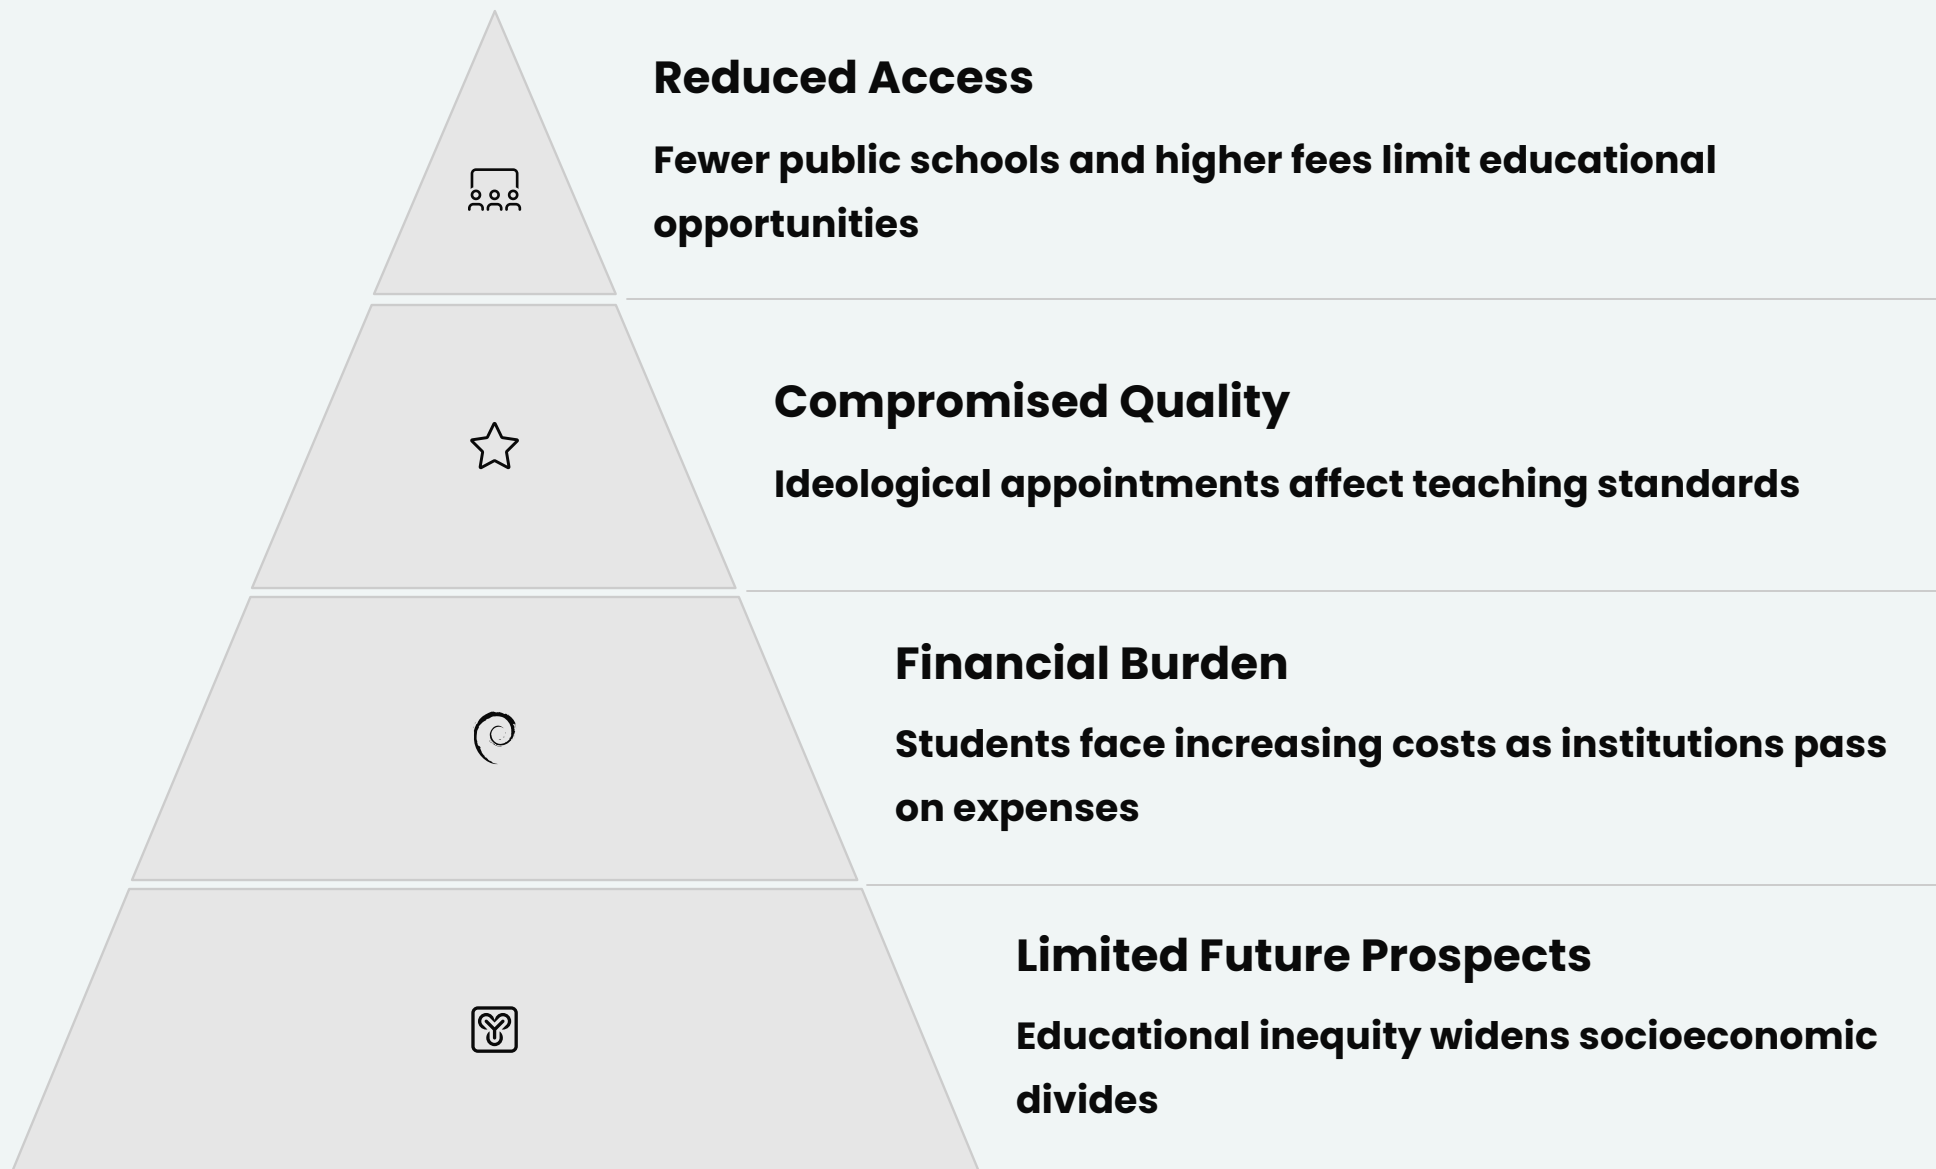 Reduced Access
Fewer public schools and higher fees limit educational
opportunities
Compromised Quality
Ideological appointments affect teaching standards
Financial Burden
Students face increasing costs as institutions pass
on expenses
Limited Future Prospects
Educational inequity widens socioeconomic
divides